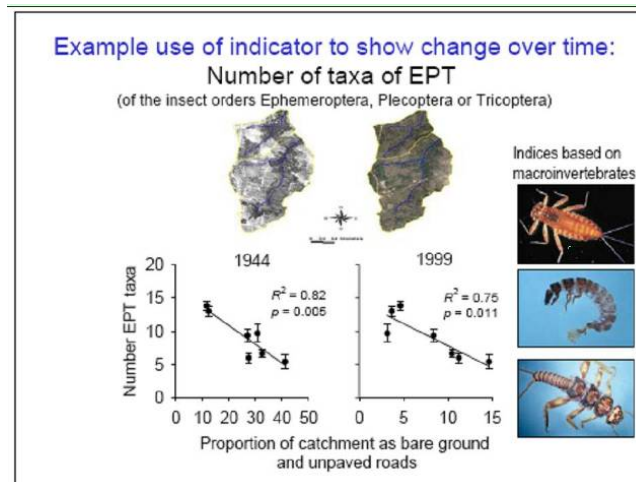 Example use of indicator to show change over time:
Number of taxa of EPT
(of the insect orders Ephemeroptera, Plecoptera or Tricoptera)
Indices based on
macroinvertebrates
1944
1999
Number EPT taxa
20
15
10
5
0
R² = 0.82
p = 0.005
R² = 0.75
p = 0.011
0 10 20 30 40 50
0 5 10 15
Proportion of catchment as bare ground
and unpaved roads